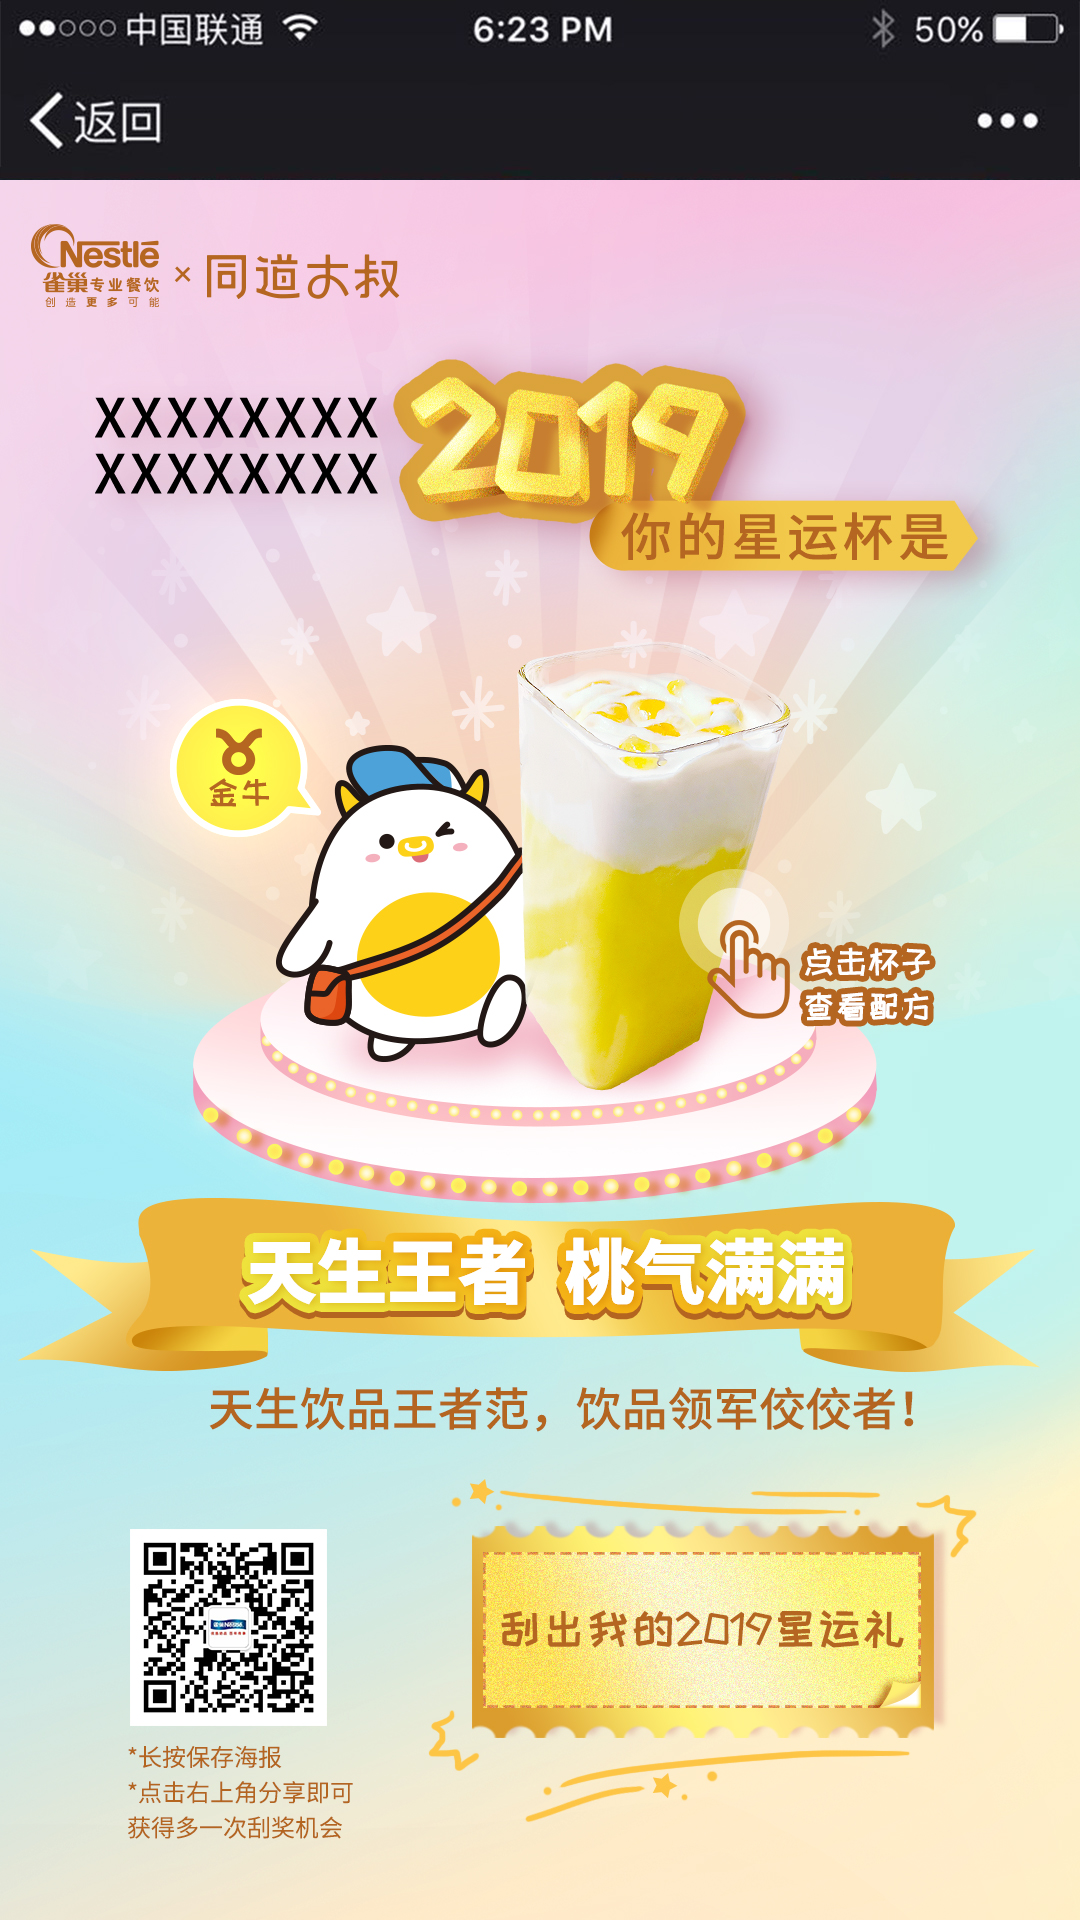 中国联通
6:23 PM
50%
返回
Nestlé
雀巢专业餐饮
创造更多可能
×
同道大叔
XXXXXXXX
XXXXXXXX
2019
你的星运杯是
金牛
点击杯子
查看配方
天生王者 桃气满满
天生饮品王者范，饮品领军佼佼者！
刮出我的2019星运礼
*长按保存海报
*点击右上角分享即可
获得多一次刮奖机会